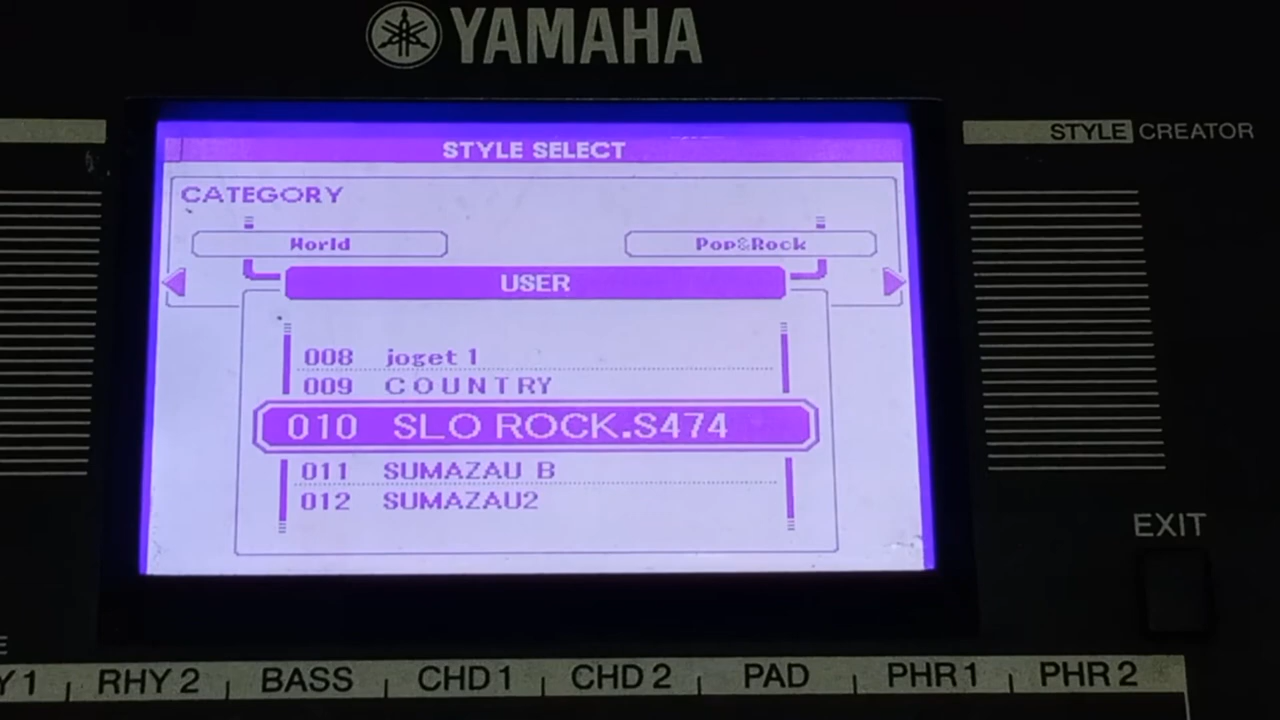 YAMAHA
STYLE CREATOR
STYLE SELECT
CATEGORY
World Pop&Rock
USER
008 joget 1
009 COUNTRY
010 SLO ROCK.S474
011 SUMAZAU B
012 SUMAZAU2
EXIT
RHY 2 BASS CHD 1 CHD 2 PAD PHR 1 PHR 2